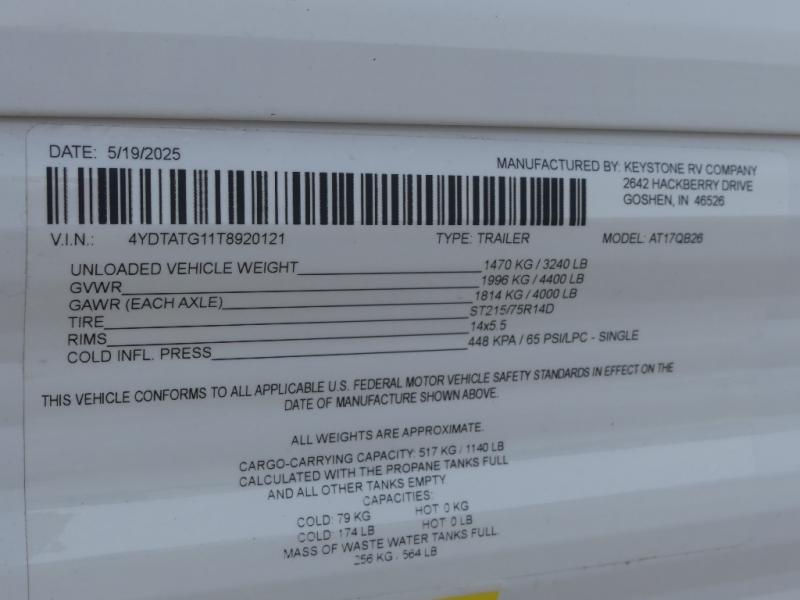 DATE: 5/19/2025
MANUFACTURED BY: KEYSTONE RV COMPANY
2642 HACKBERRY DRIVE
GOSHEN, IN 46526
V.I.N.: 4YDTATG11T8920121 TYPE: TRAILER MODEL: AT17QB26
UNLOADED VEHICLE WEIGHT 1470 KG / 3240 LB
GVWR 1996 KG / 4400 LB
GAWR (EACH AXLE) 1814 KG / 4000 LB
TIRE ST215/75R14D
RIMS 14x5.5
COLD INFL. PRESS 448 KPA / 65 PSI/LPC - SINGLE
THIS VEHICLE CONFORMS TO ALL APPLICABLE U.S. FEDERAL MOTOR VEHICLE SAFETY STANDARDS IN EFFECT ON THE
DATE OF MANUFACTURE SHOWN ABOVE.
ALL WEIGHTS ARE APPROXIMATE.
CARGO-CARRYING CAPACITY: 517 KG / 1140 LB
CALCULATED WITH THE PROPANE TANKS FULL
AND ALL OTHER TANKS EMPTY
CAPACITIES:
COLD: 79 KG HOT 0 KG
COLD: 174 LB HOT 0 LB
MASS OF WASTE WATER TANKS FULL.
256 KG / 564 LB